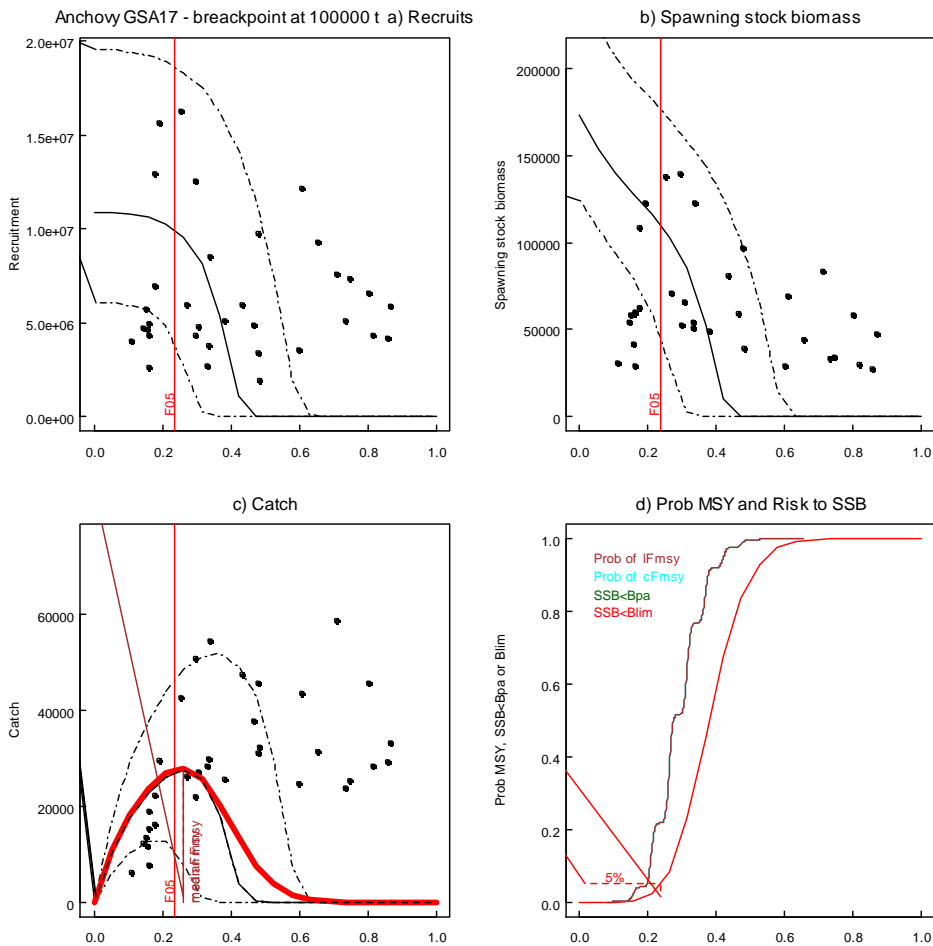 Anchovy GSA17 - breackpoint at 100000 t a) Recruits
Recruitment
2.0e+07
1.5e+07
1.0e+07
5.0e+06
0.0e+00
F05
0.0 0.2 0.4 0.6 0.8 1.0
b) Spawning stock biomass
Spawning stock biomass
200000
150000
100000
50000
0
F05
0.0 0.2 0.4 0.6 0.8 1.0
c) Catch
Catch
60000
40000
20000
0
F05
0.0 0.2 0.4 0.6 0.8 1.0
d) Prob MSY and Risk to SSB
Prob MSY, SSB<Bpa or Blim
1.0
0.8
0.6
0.4
0.2
0.0
Prob of lFmsy
Prob of cFmsy
SSB<Bpa
SSB<Blim
5%
0.0 0.2 0.4 0.6 0.8 1.0